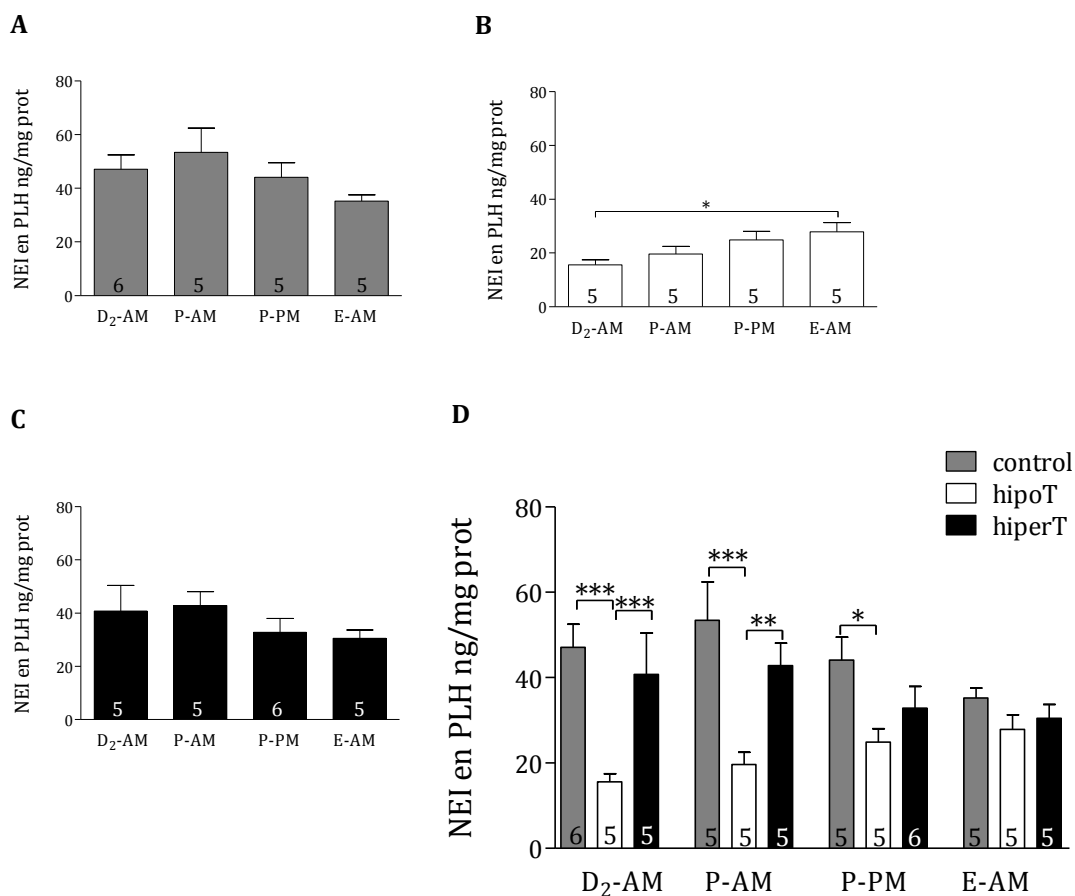 A
NEI en PLH ng/mg prot
80
60
40
20
0
6 5 5 5
D₂-AM P-AM P-PM E-AM
B
NEI en PLH ng/mg prot
80
60
40
20
0
*
5 5 5 5
D₂-AM P-AM P-PM E-AM
C
NEI en PLH ng/mg prot
80
60
40
20
0
5 5 6 5
D₂-AM P-AM P-PM E-AM
D
control
hipoT
hiperT
NEI en PLH ng/mg prot
80
60
40
20
0
*** *** *** ** *
6 5 5 5 5 5 5 5 6 5 5 5
D₂-AM P-AM P-PM E-AM